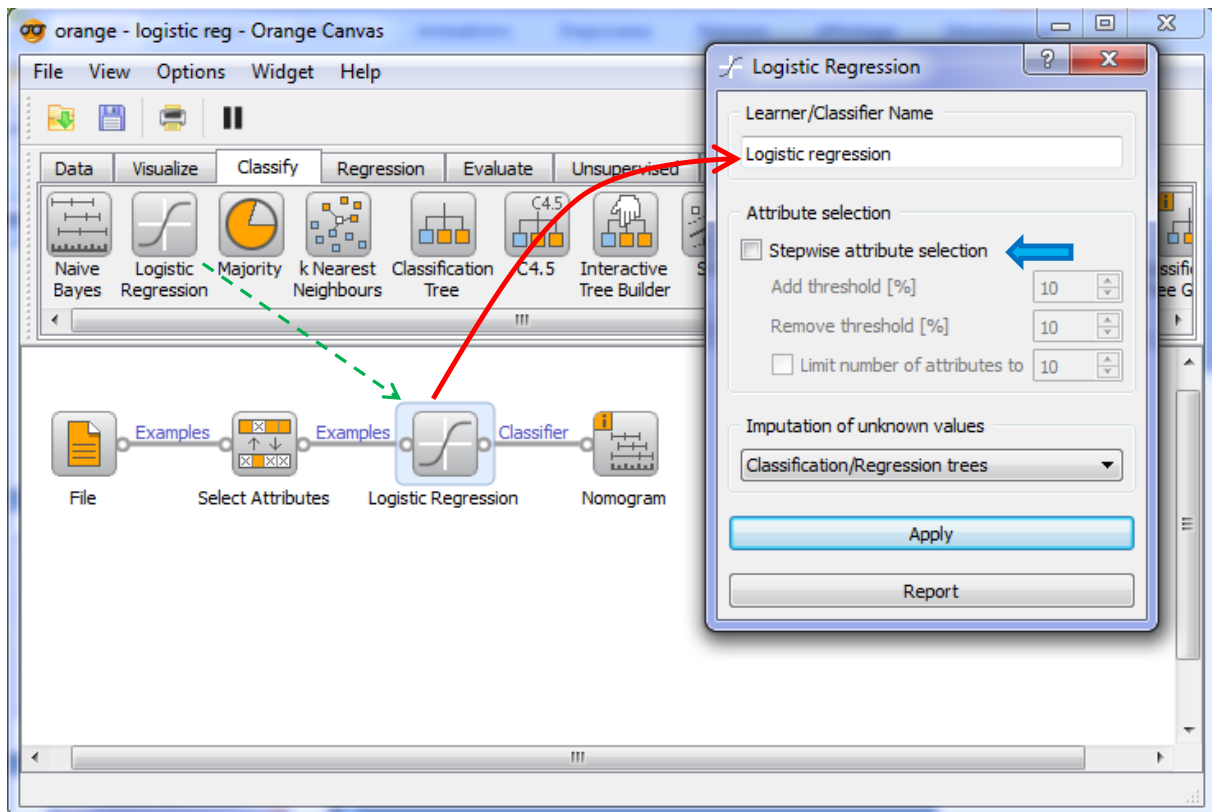 orange - logistic reg - Orange Canvas
File View Options Widget Help
Data Visualize Classify Regression Evaluate Unsupervised
C4.5
Naive Bayes
Logistic Regression
Majority
k Nearest Neighbours
Classification Tree
C4.5
Interactive Tree Builder
Examples Examples Classifier
File Select Attributes Logistic Regression Nomogram
Logistic Regression
Learner/Classifier Name
Logistic regression
Attribute selection
Stepwise attribute selection
Add threshold [%] 10
Remove threshold [%] 10
Limit number of attributes to 10
Imputation of unknown values
Classification/Regression trees
Apply
Report